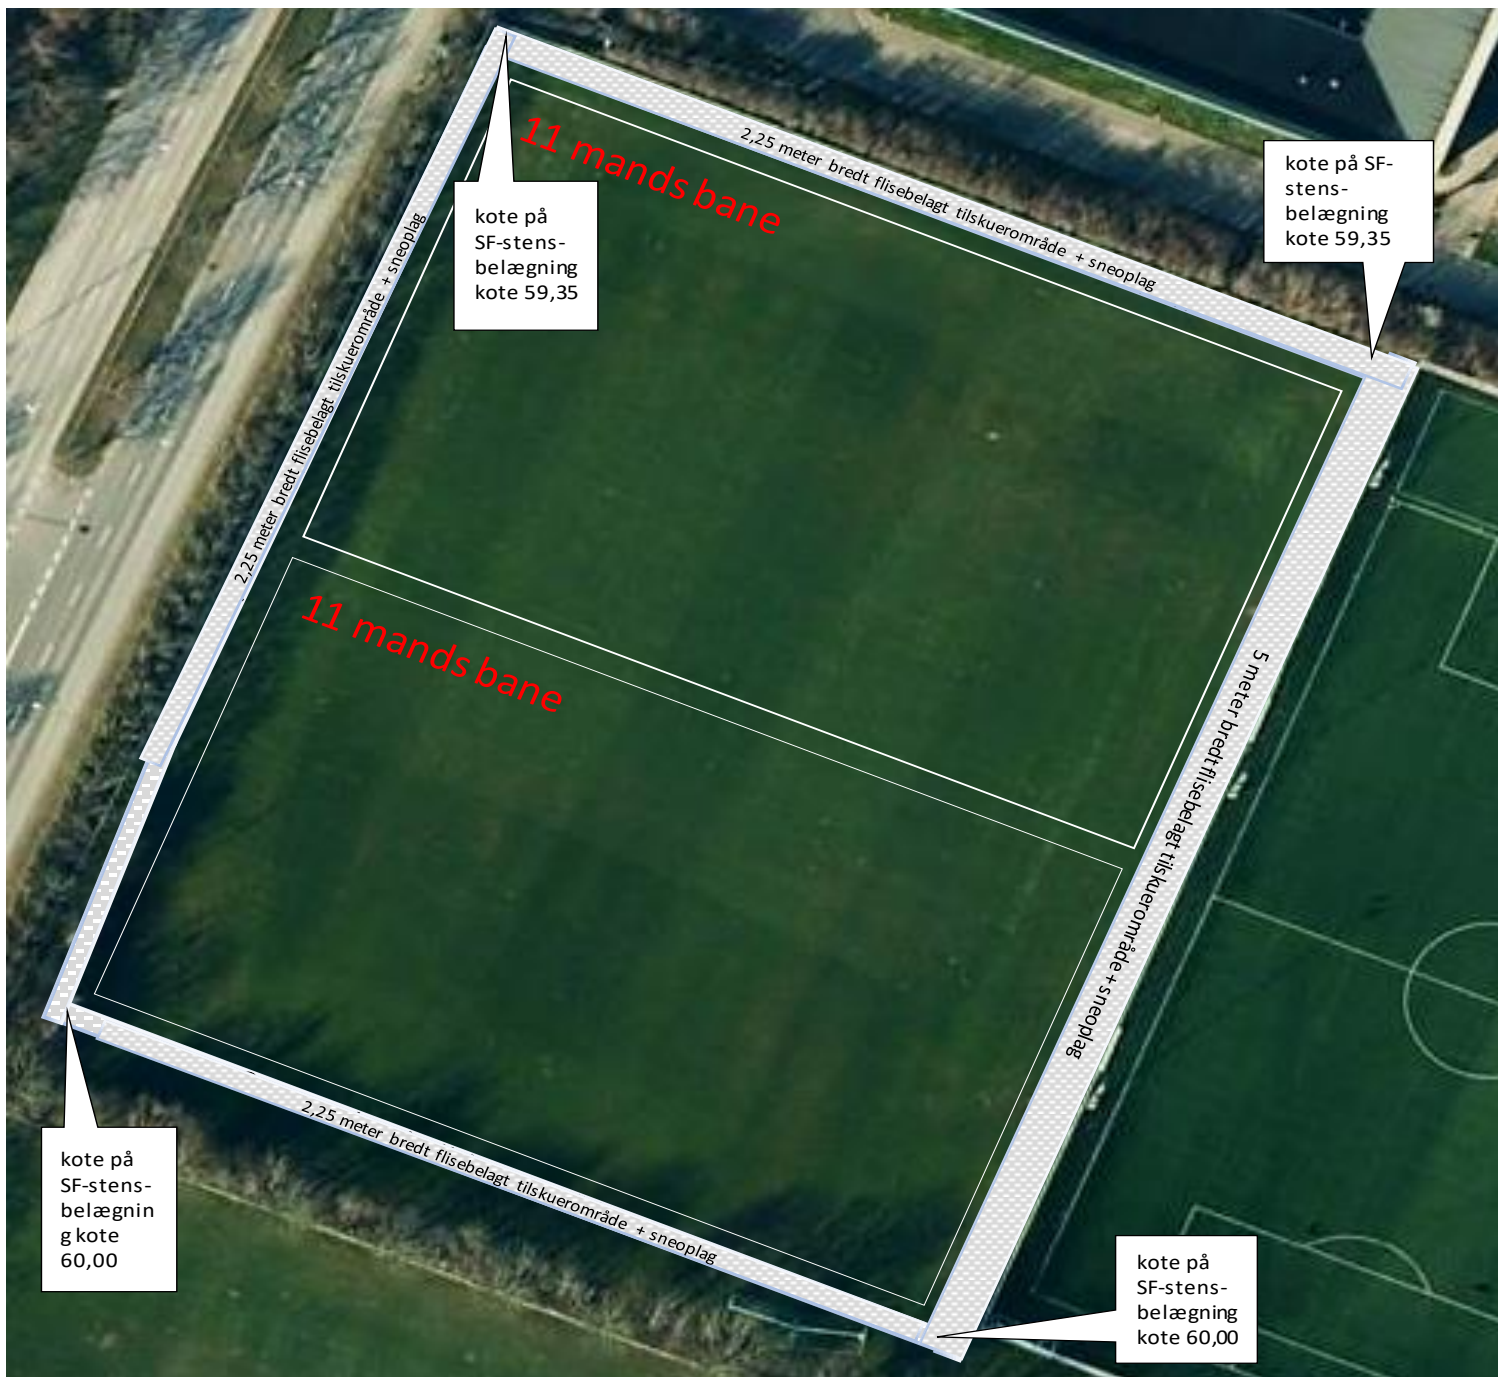 11 mands bane
2,25 meter bredt flisebelagt tilskuerområde + sneoplag
kote på SF-
stens-
belægning
kote 59,35
kote på
SF-stens-
belægning
kote 59,35
2,25 meter bredt flisebelagt tilskuerområde + sneoplag
11 mands bane
5 meter bredt flisebelagt tilskuerområde + sneoplag
2,25 meter bredt flisebelagt tilskuerområde + sneoplag
kote på
SF-stens-
belægnin
g kote
60,00
kote på
SF-stens-
belægning
kote 60,00